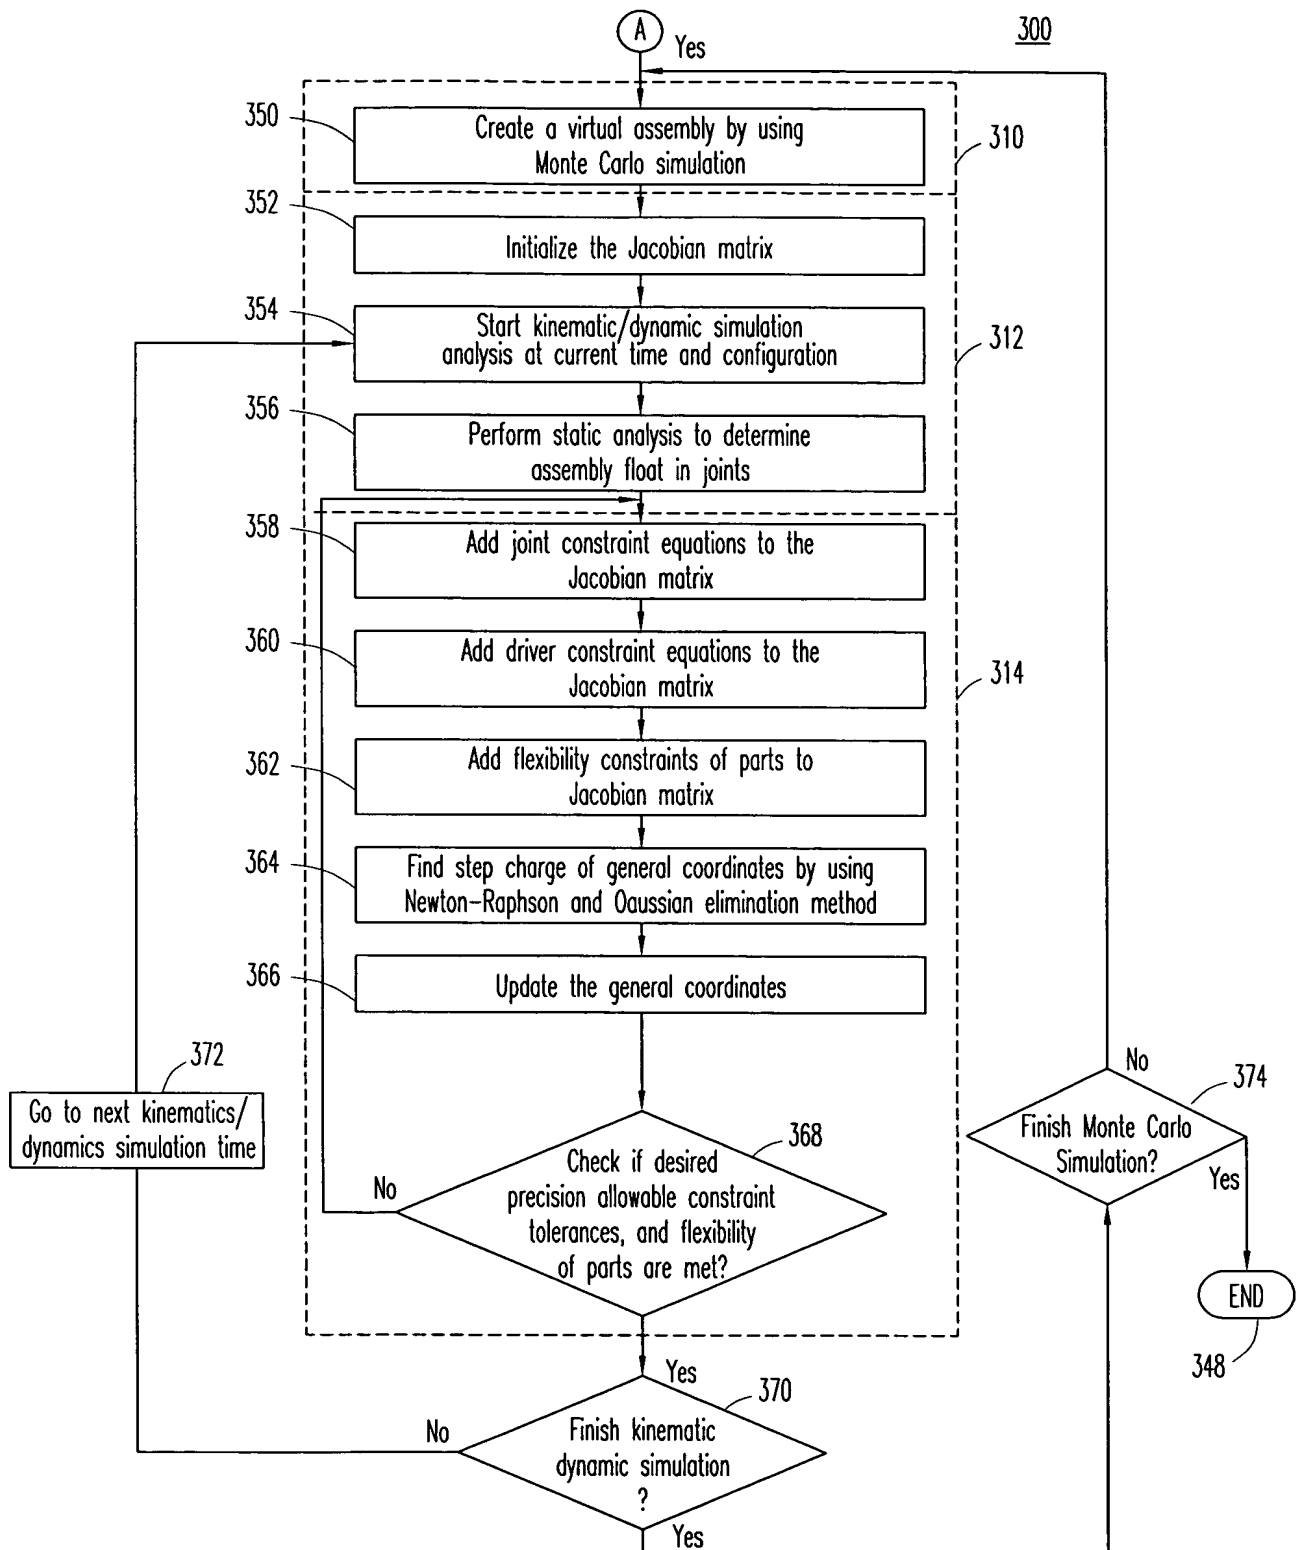 A
Yes
300
350
Create a virtual assembly by using
Monte Carlo simulation
310
352
Initialize the Jacobian matrix
354
Start kinematic/dynamic simulation
analysis at current time and configuration
312
356
Perform static analysis to determine
assembly float in joints
358
Add joint constraint equations to the
Jacobian matrix
360
Add driver constraint equations to the
Jacobian matrix
314
362
Add flexibility constraints of parts to
Jacobian matrix
364
Find step charge of general coordinates by using
Newton-Raphson and Oaussian elimination method
366
Update the general coordinates
372
Go to next kinematics/
dynamics simulation time
No
374
Finish Monte Carlo
Simulation?
Yes
368
Check if desired
precision allowable constraint
tolerances, and flexibility
of parts are met?
No
END
348
Yes
370
Finish kinematic
dynamic simulation
?
No
Yes